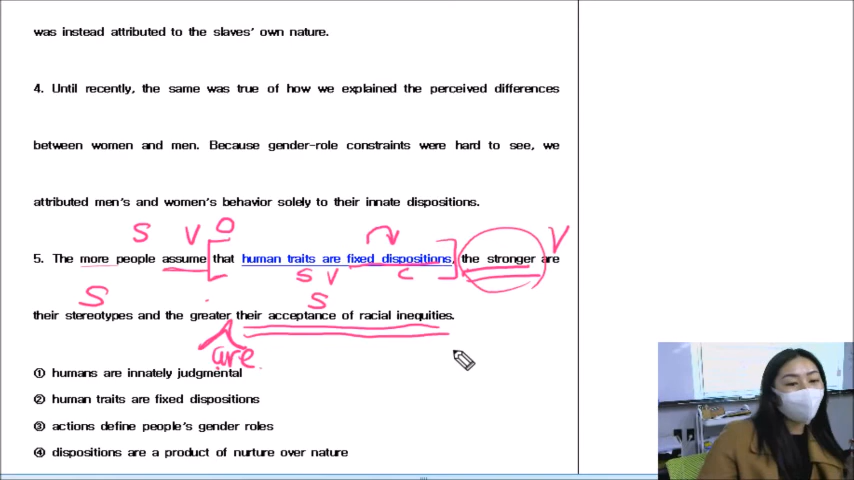 was instead attributed to the slaves' own nature.
4. Until recently, the same was true of how we explained the perceived differences
between women and men. Because gender-role constraints were hard to see, we
attributed men's and women's behavior solely to their innate dispositions.
S V O V
5. The more people assume that human traits are fixed dispositions, the stronger are
S V C
S S
their stereotypes and the greater their acceptance of racial inequities.
are
① humans are innately judgmental
② human traits are fixed dispositions
③ actions define people's gender roles
④ dispositions are a product of nurture over nature